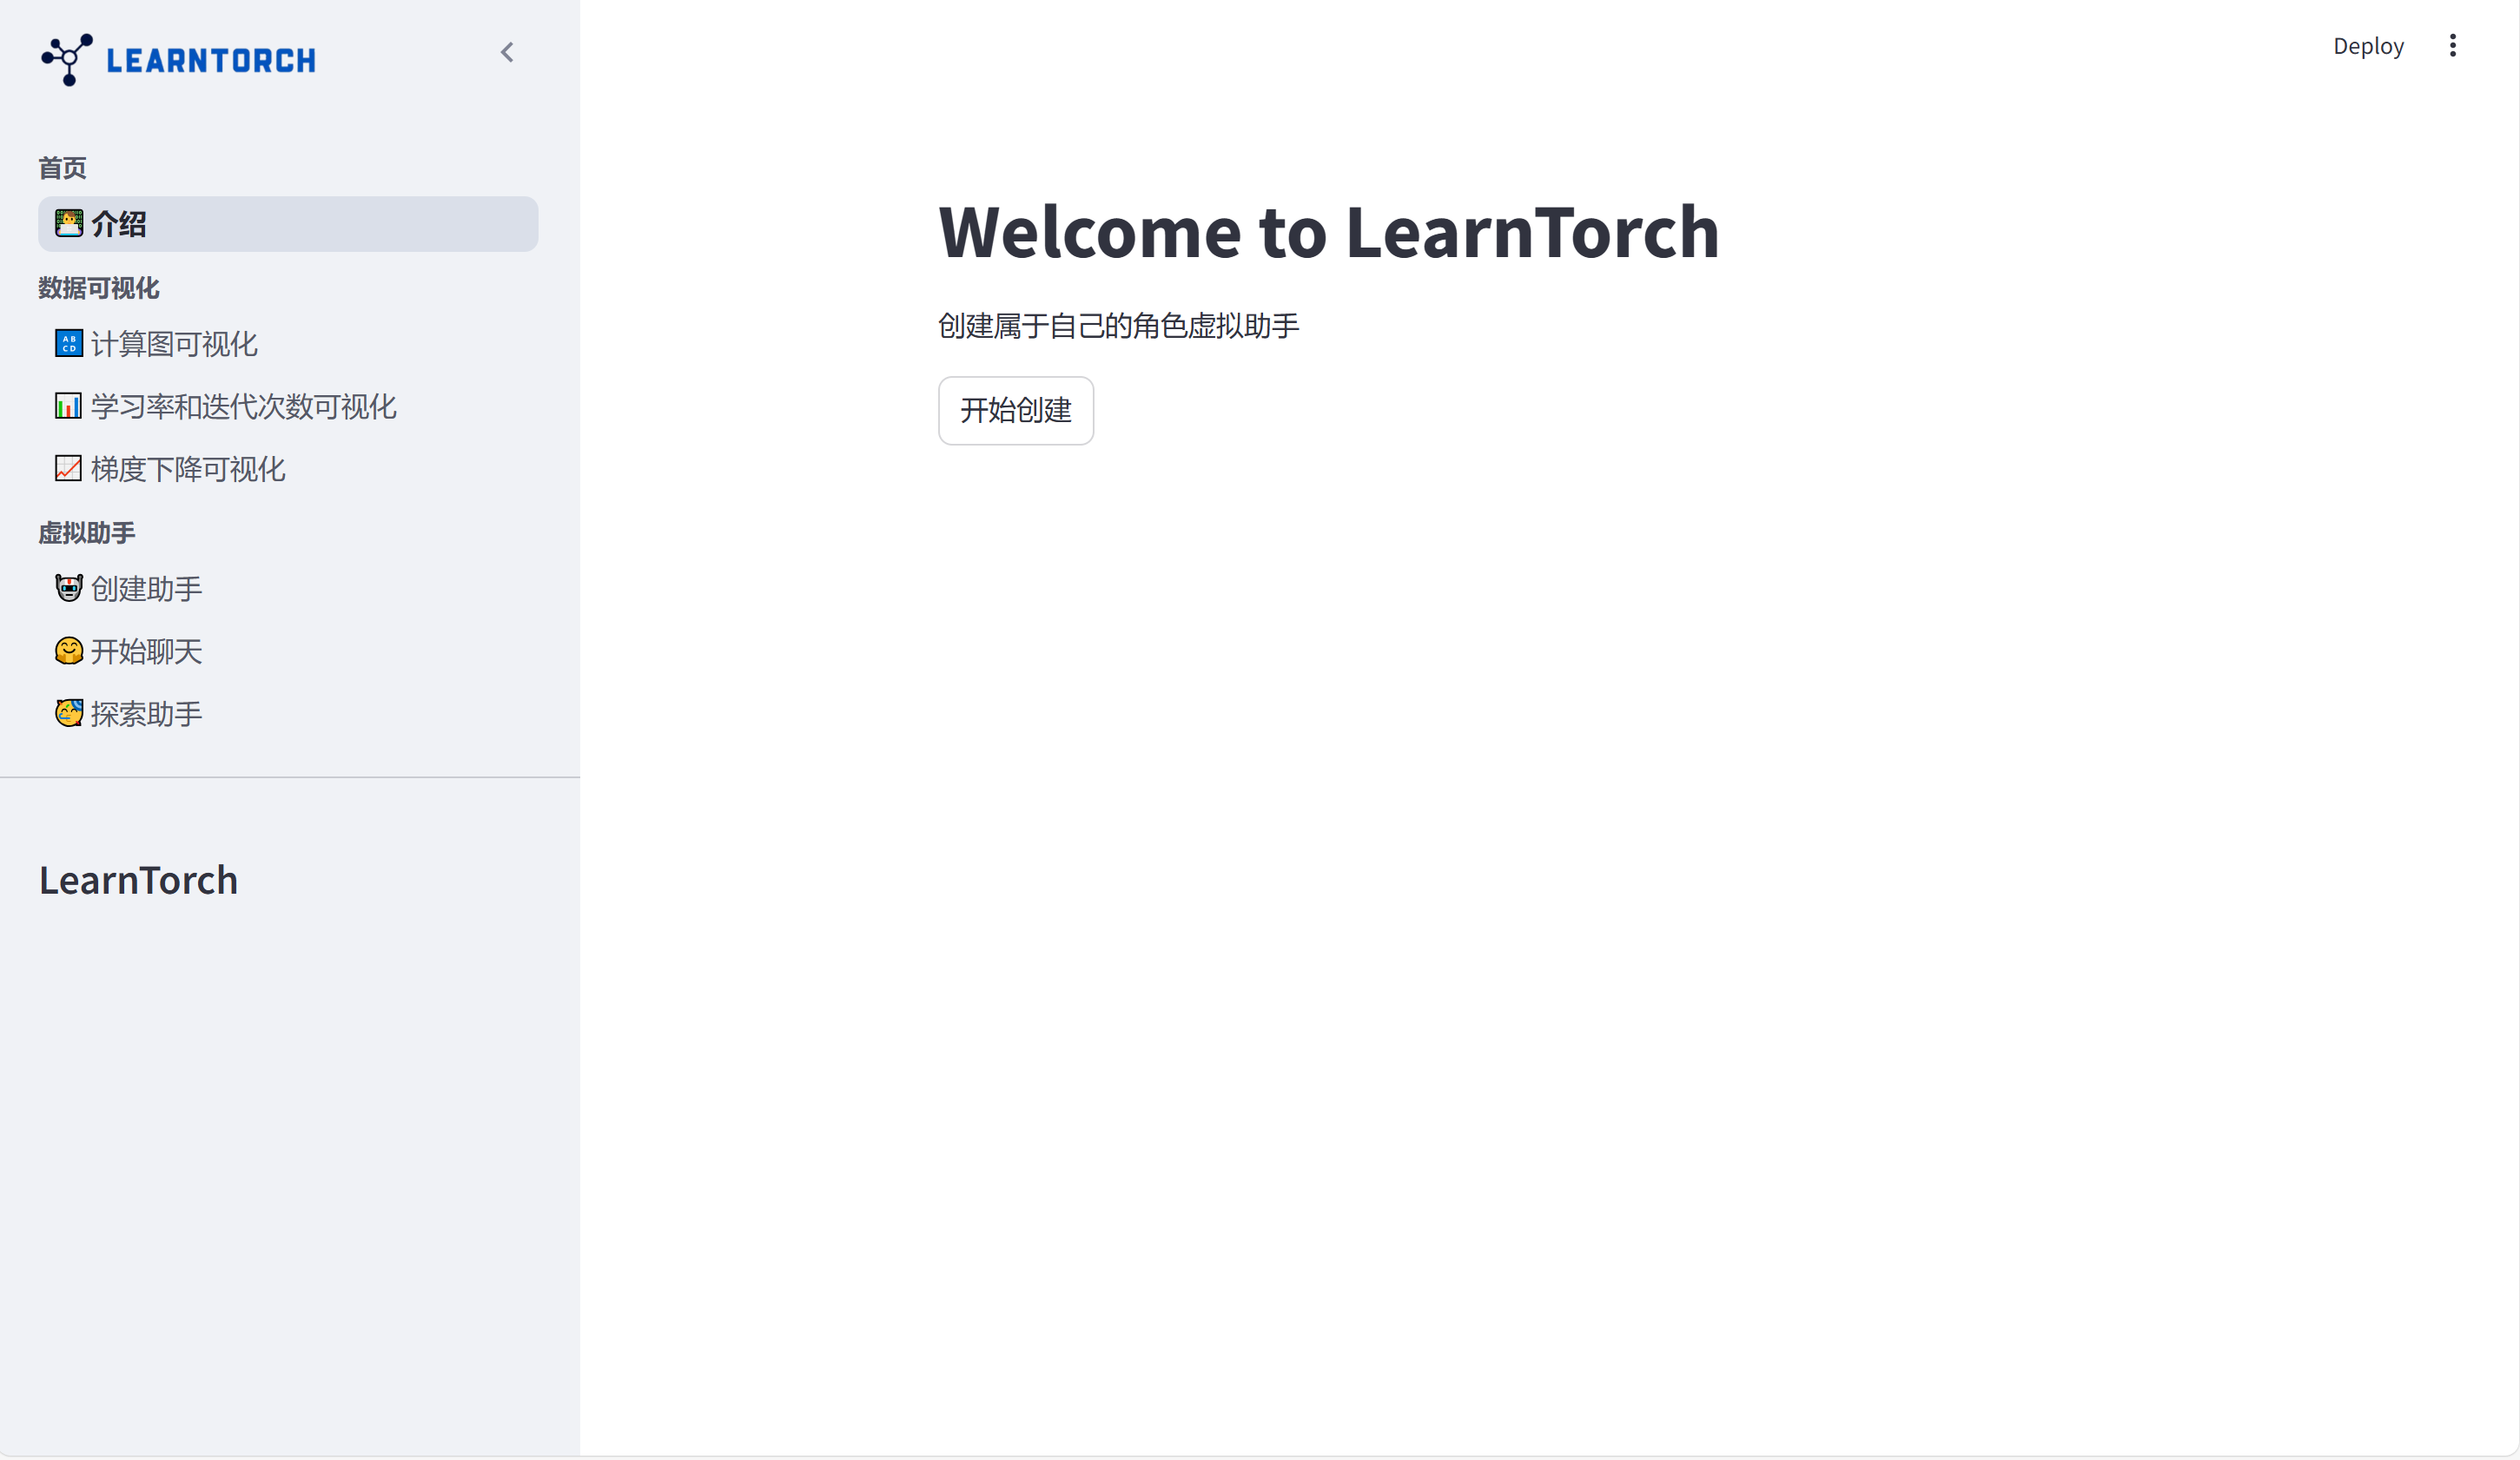 LEARNTORCH
首页
介绍
数据可视化
计算图可视化
学习率和迭代次数可视化
梯度下降可视化
虚拟助手
创建助手
开始聊天
探索助手
LearnTorch
Deploy
Welcome to LearnTorch
创建属于自己的角色虚拟助手
开始创建